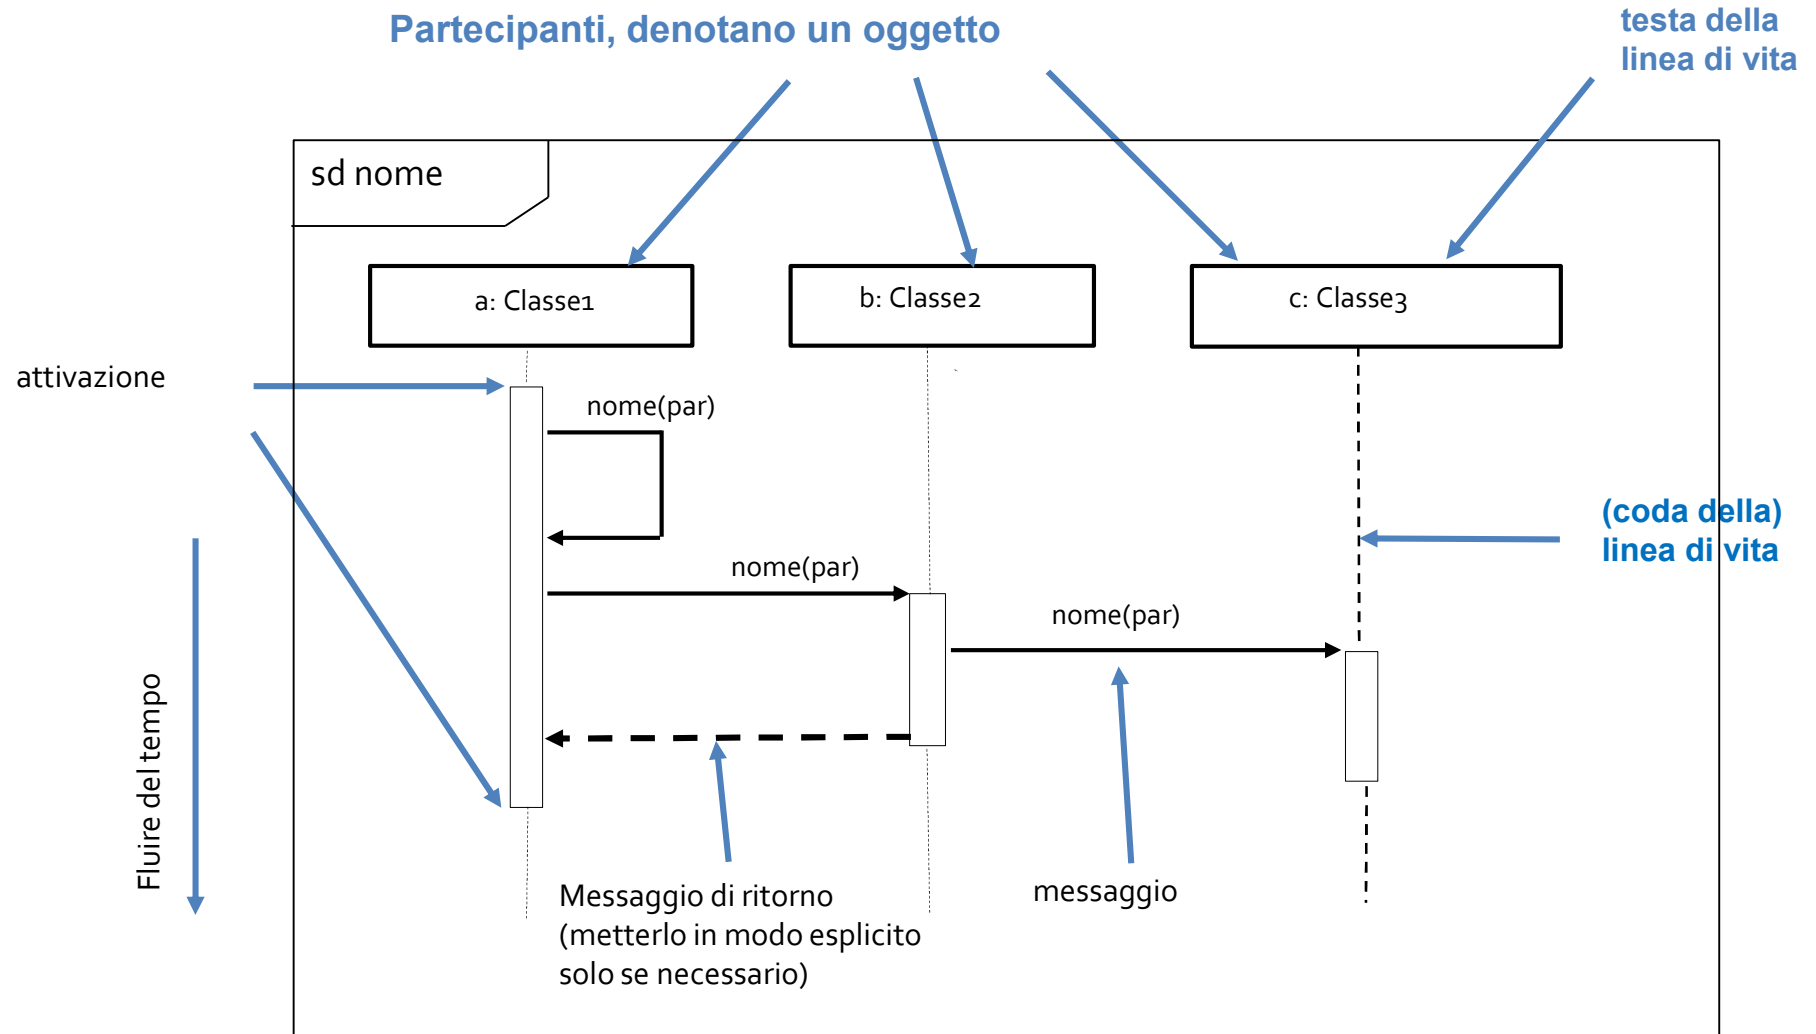 Partecipanti, denotano un oggetto
testa della
linea di vita
sd nome
a: Classe1
b: Classe2
c: Classe3
attivazione
nome(par)
(coda della)
linea di vita
nome(par)
nome(par)
Fluire del tempo
Messaggio di ritorno
(metterlo in modo esplicito
solo se necessario)
messaggio